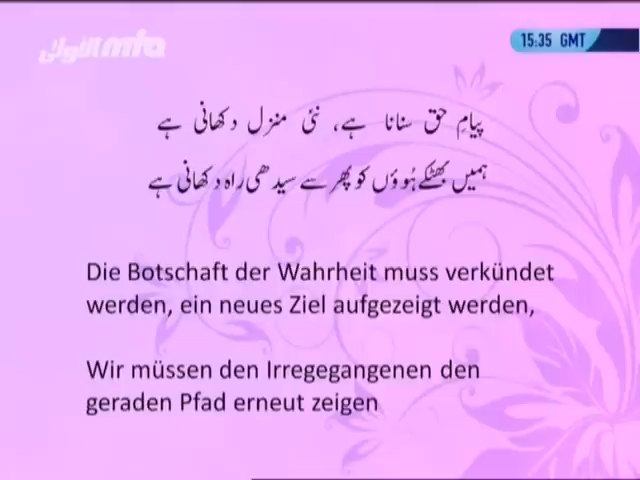 الأولى mta
15:35 GMT
پیامِ حق سنانا ہے، نئی منزل دکھانی ہے
ہمیں بھٹکے ہُوؤں کو پھر سے سیدھی راہ دکھانی ہے
Die Botschaft der Wahrheit muss verkündet
werden, ein neues Ziel aufgezeigt werden,
Wir müssen den Irregegangenen den
geraden Pfad erneut zeigen